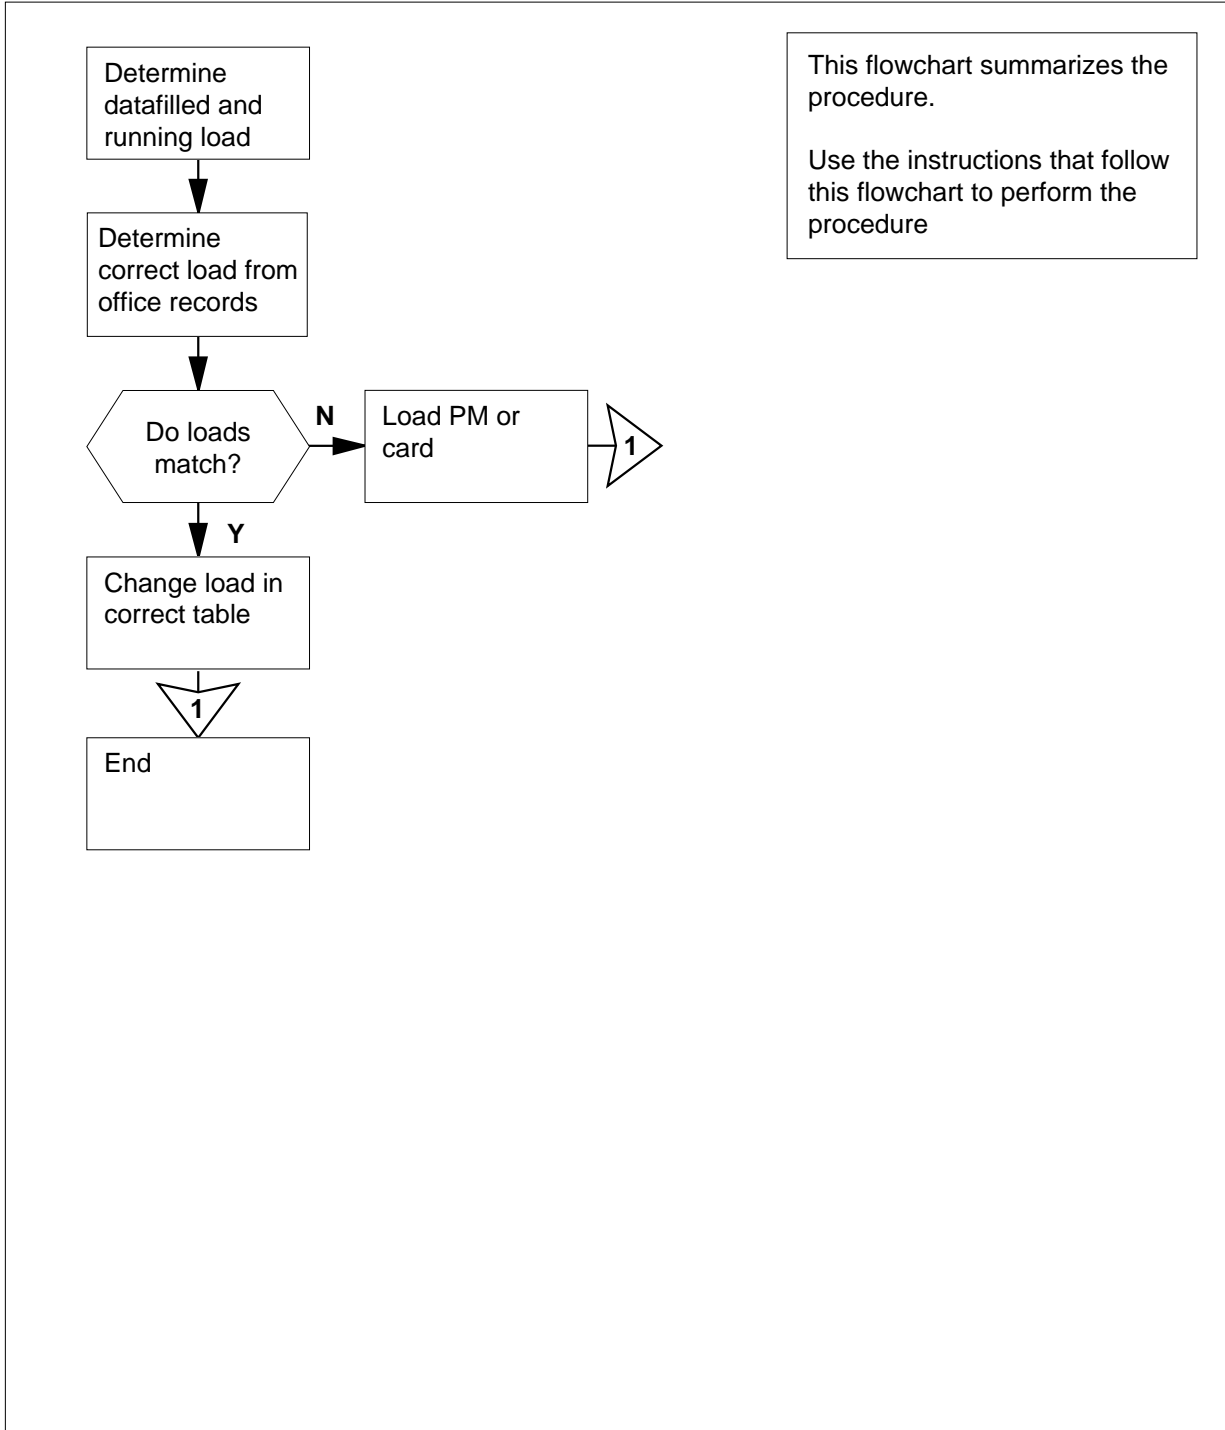 Determine
datafilled and
running load
This flowchart summarizes the
procedure.
Use the instructions that follow
this flowchart to perform the
procedure
Determine
correct load from
office records
Do loads
match?
N
Load PM or
card
1
Y
Change load in
correct table
1
End